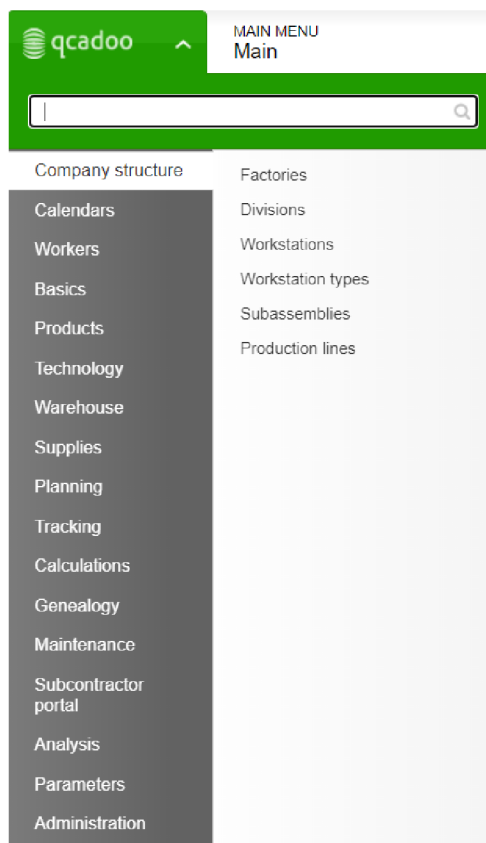 qcadoo
MAIN MENU
Main
Company structure
Calendars
Workers
Basics
Products
Technology
Warehouse
Supplies
Planning
Tracking
Calculations
Genealogy
Maintenance
Subcontractor
portal
Analysis
Parameters
Administration
Factories
Divisions
Workstations
Workstation types
Subassemblies
Production lines